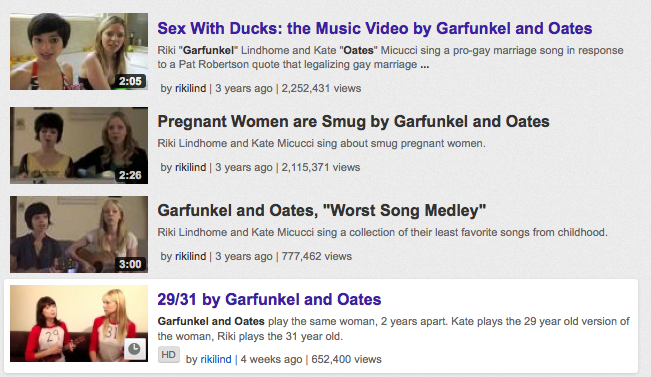 Sex With Ducks: the Music Video by Garfunkel and Oates
Riki "Garfunkel" Lindhome and Kate "Oates" Micucci sing a pro-gay marriage song in response
to a Pat Robertson quote that legalizing gay marriage ...
2:05
by rikilind | 3 years ago | 2,252,431 views
Pregnant Women are Smug by Garfunkel and Oates
Riki Lindhome and Kate Micucci sing about smug pregnant women.
2:26
by rikilind | 3 years ago | 2,115,371 views
Garfunkel and Oates, "Worst Song Medley"
Riki Lindhome and Kate Micucci sing a collection of their least favorite songs from childhood.
3:00
by rikilind | 3 years ago | 777,462 views
29/31 by Garfunkel and Oates
Garfunkel and Oates play the same woman, 2 years apart. Kate plays the 29 year old version of
the woman, Riki plays the 31 year old.
29
31
HD by rikilind | 4 weeks ago | 652,400 views